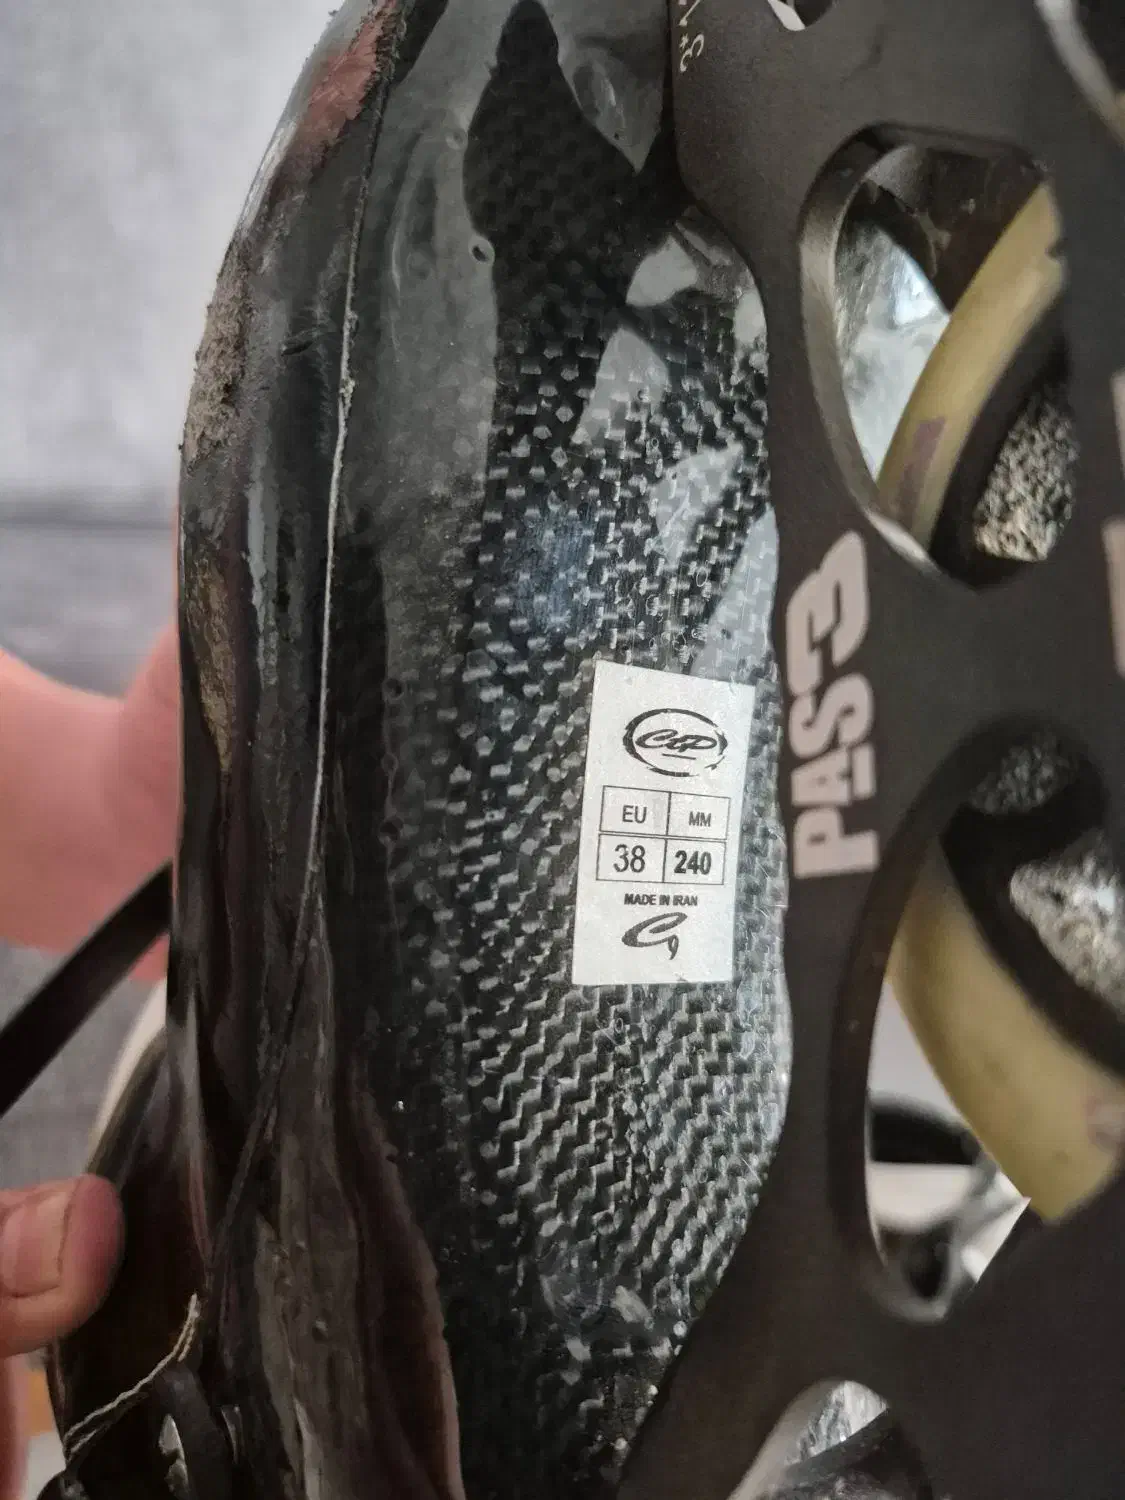 EU MM
38 240
MADE IN IRAN
PAS3